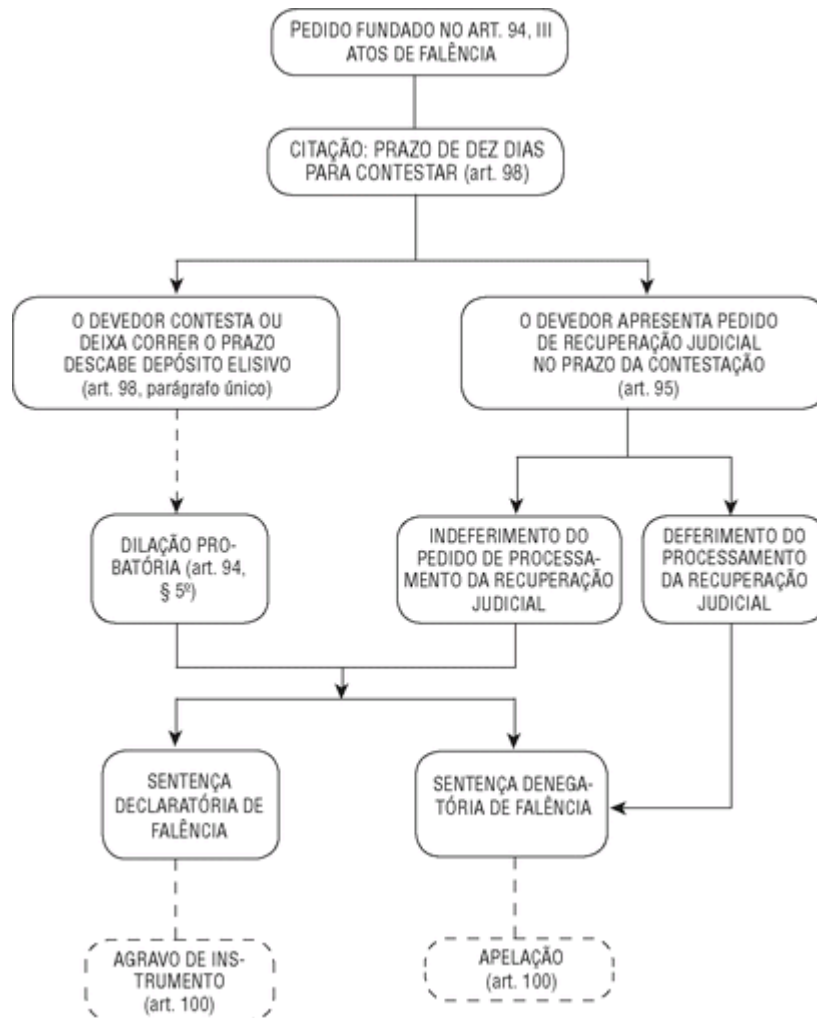 PEDIDO FUNDADO NO ART. 94, III
ATOS DE FALÊNCIA
CITAÇÃO: PRAZO DE DEZ DIAS
PARA CONTESTAR (art. 98)
O DEVEDOR CONTESTA OU
DEIXA CORRER O PRAZO
DESCABE DEPÓSITO ELISIVO
(art. 98, parágrafo único)
O DEVEDOR APRESENTA PEDIDO
DE RECUPERAÇÃO JUDICIAL
NO PRAZO DA CONTESTAÇÃO
(art. 95)
DILAÇÃO PRO-
BATÓRIA (art. 94,
§ 5º)
INDEFERIMENTO DO
PEDIDO DE PROCESSA-
MENTO DA RECUPERAÇÃO
JUDICIAL
DEFERIMENTO DO
PROCESSAMENTO
DA RECUPERAÇÃO
JUDICIAL
SENTENÇA
DECLARATÓRIA DE
FALÊNCIA
SENTENÇA DENEGA-
TÓRIA DE FALÊNCIA
AGRAVO DE INS-
TRUMENTO
(art. 100)
APELAÇÃO
(art. 100)